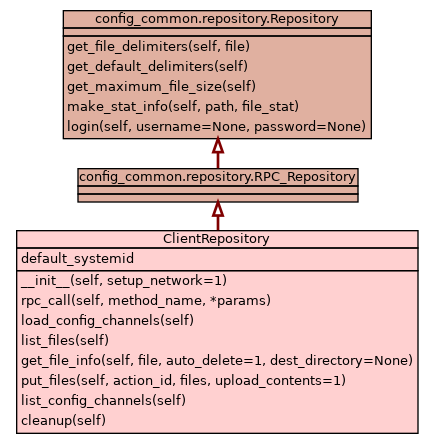 config_common.repository.Repository
get_file_delimiters(self, file)
get_default_delimiters(self)
get_maximum_file_size(self)
make_stat_info(self, path, file_stat)
login(self, username=None, password=None)
config_common.repository.RPC_Repository
ClientRepository
default_systemid
__init__(self, setup_network=1)
rpc_call(self, method_name, *params)
load_config_channels(self)
list_files(self)
get_file_info(self, file, auto_delete=1, dest_directory=None)
put_files(self, action_id, files, upload_contents=1)
list_config_channels(self)
cleanup(self)